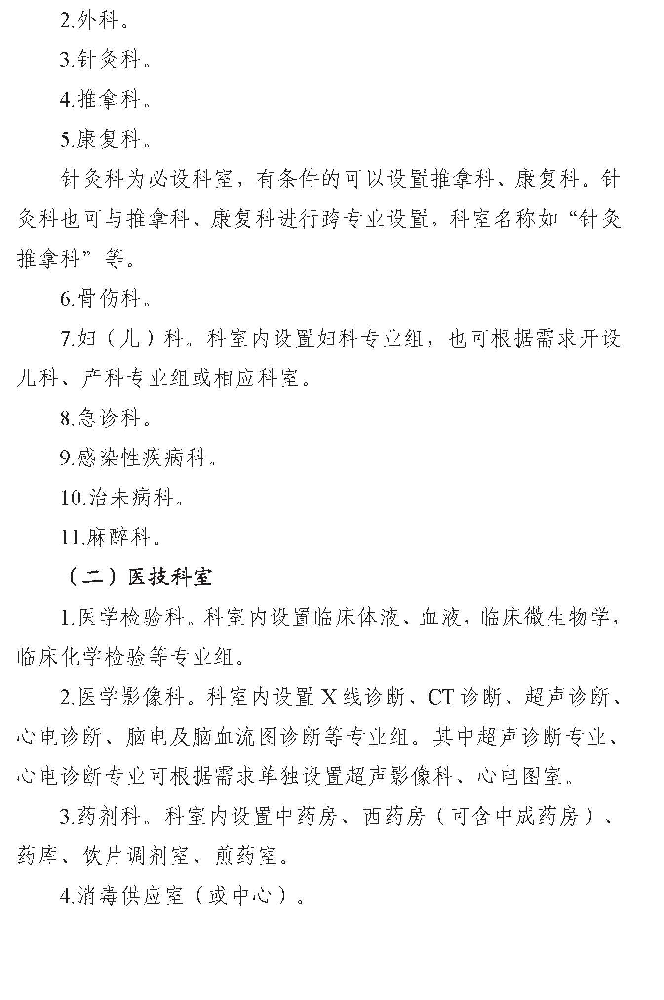 2.外科。
3.针灸科。
4.推拿科。
5.康复科。
针灸科为必设科室，有条件的可以设置推拿科、康复科。针
灸科也可与推拿科、康复科进行跨专业设置，科室名称如“针灸
推拿科”等。
6.骨伤科。
7.妇（儿）科。科室内设置妇科专业组，也可根据需求开设
儿科、产科专业组或相应科室。
8.急诊科。
9.感染性疾病科。
10.治未病科。
11.麻醉科。
（二）医技科室
1.医学检验科。科室内设置临床体液、血液，临床微生物学，
临床化学检验等专业组。
2.医学影像科。科室内设置 X 线诊断、CT 诊断、超声诊断、
心电诊断、脑电及脑血流图诊断等专业组。其中超声诊断专业、
心电诊断专业可根据需求单独设置超声影像科、心电图室。
3.药剂科。科室内设置中药房、西药房（可含中成药房）、
药库、饮片调剂室、煎药室。
4.消毒供应室（或中心）。